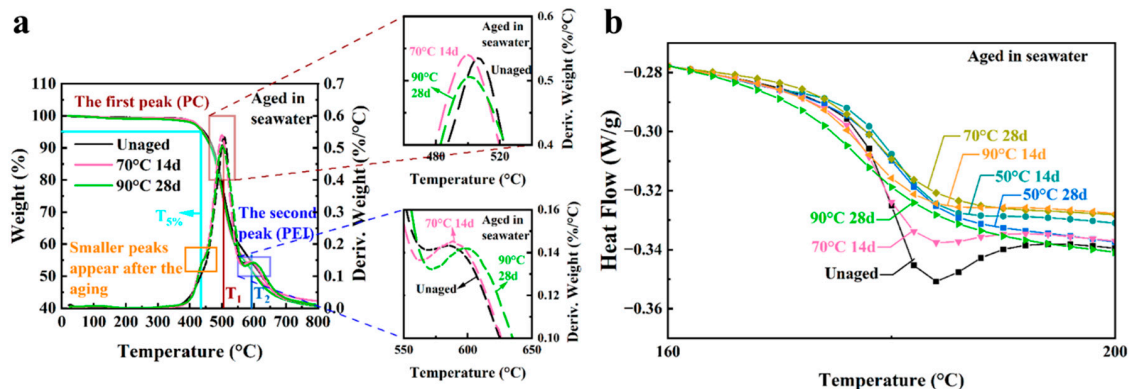 a
Weight (%)
110
100
90
80
70
60
50
40
The first peak (PC)
Aged in
seawater
Unaged
70°C 14d
90°C 28d
T5%
The second
peak (PEI)
Smaller peaks
appear after the
aging
T1
T2
0.7
0.6
0.5
0.4
0.3
0.2
0.1
0.0
Deriv. Weight (%/°C)
0 100 200 300 400 500 600 700 800
Temperature (°C)
Aged in
seawater
70°C 14d
Unaged
90°C
28d
0.6
0.5
0.4
Deriv. Weight (%/°C)
480 520
Temperature (°C)
Aged in
seawater
70°C 14d
90°C
28d
Unaged
0.16
0.14
0.12
0.10
Deriv. Weight (%/°C)
550 600 650
Temperature (°C)
b
Heat Flow (W/g)
−0.28
−0.30
−0.32
−0.34
−0.36
Aged in seawater
70°C 28d
90°C 14d
50°C 14d
50°C 28d
90°C 28d
70°C 14d
Unaged
160 200
Temperature (°C)